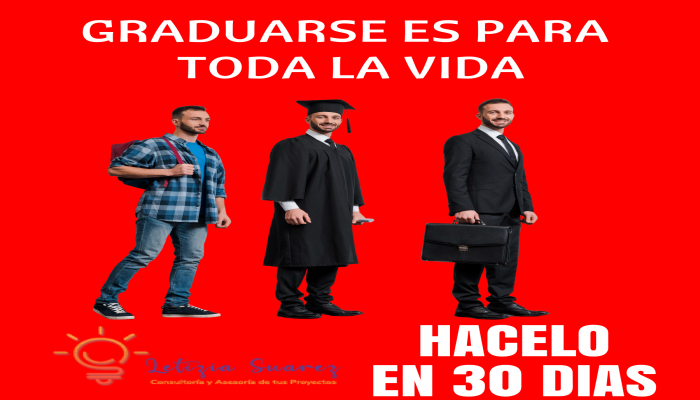 GRADUARSE ES PARA
TODA LA VIDA
HACELO
EN 30 DIAS
Letizia Suarez
Consultoría y Asesoría de tus Proyectos